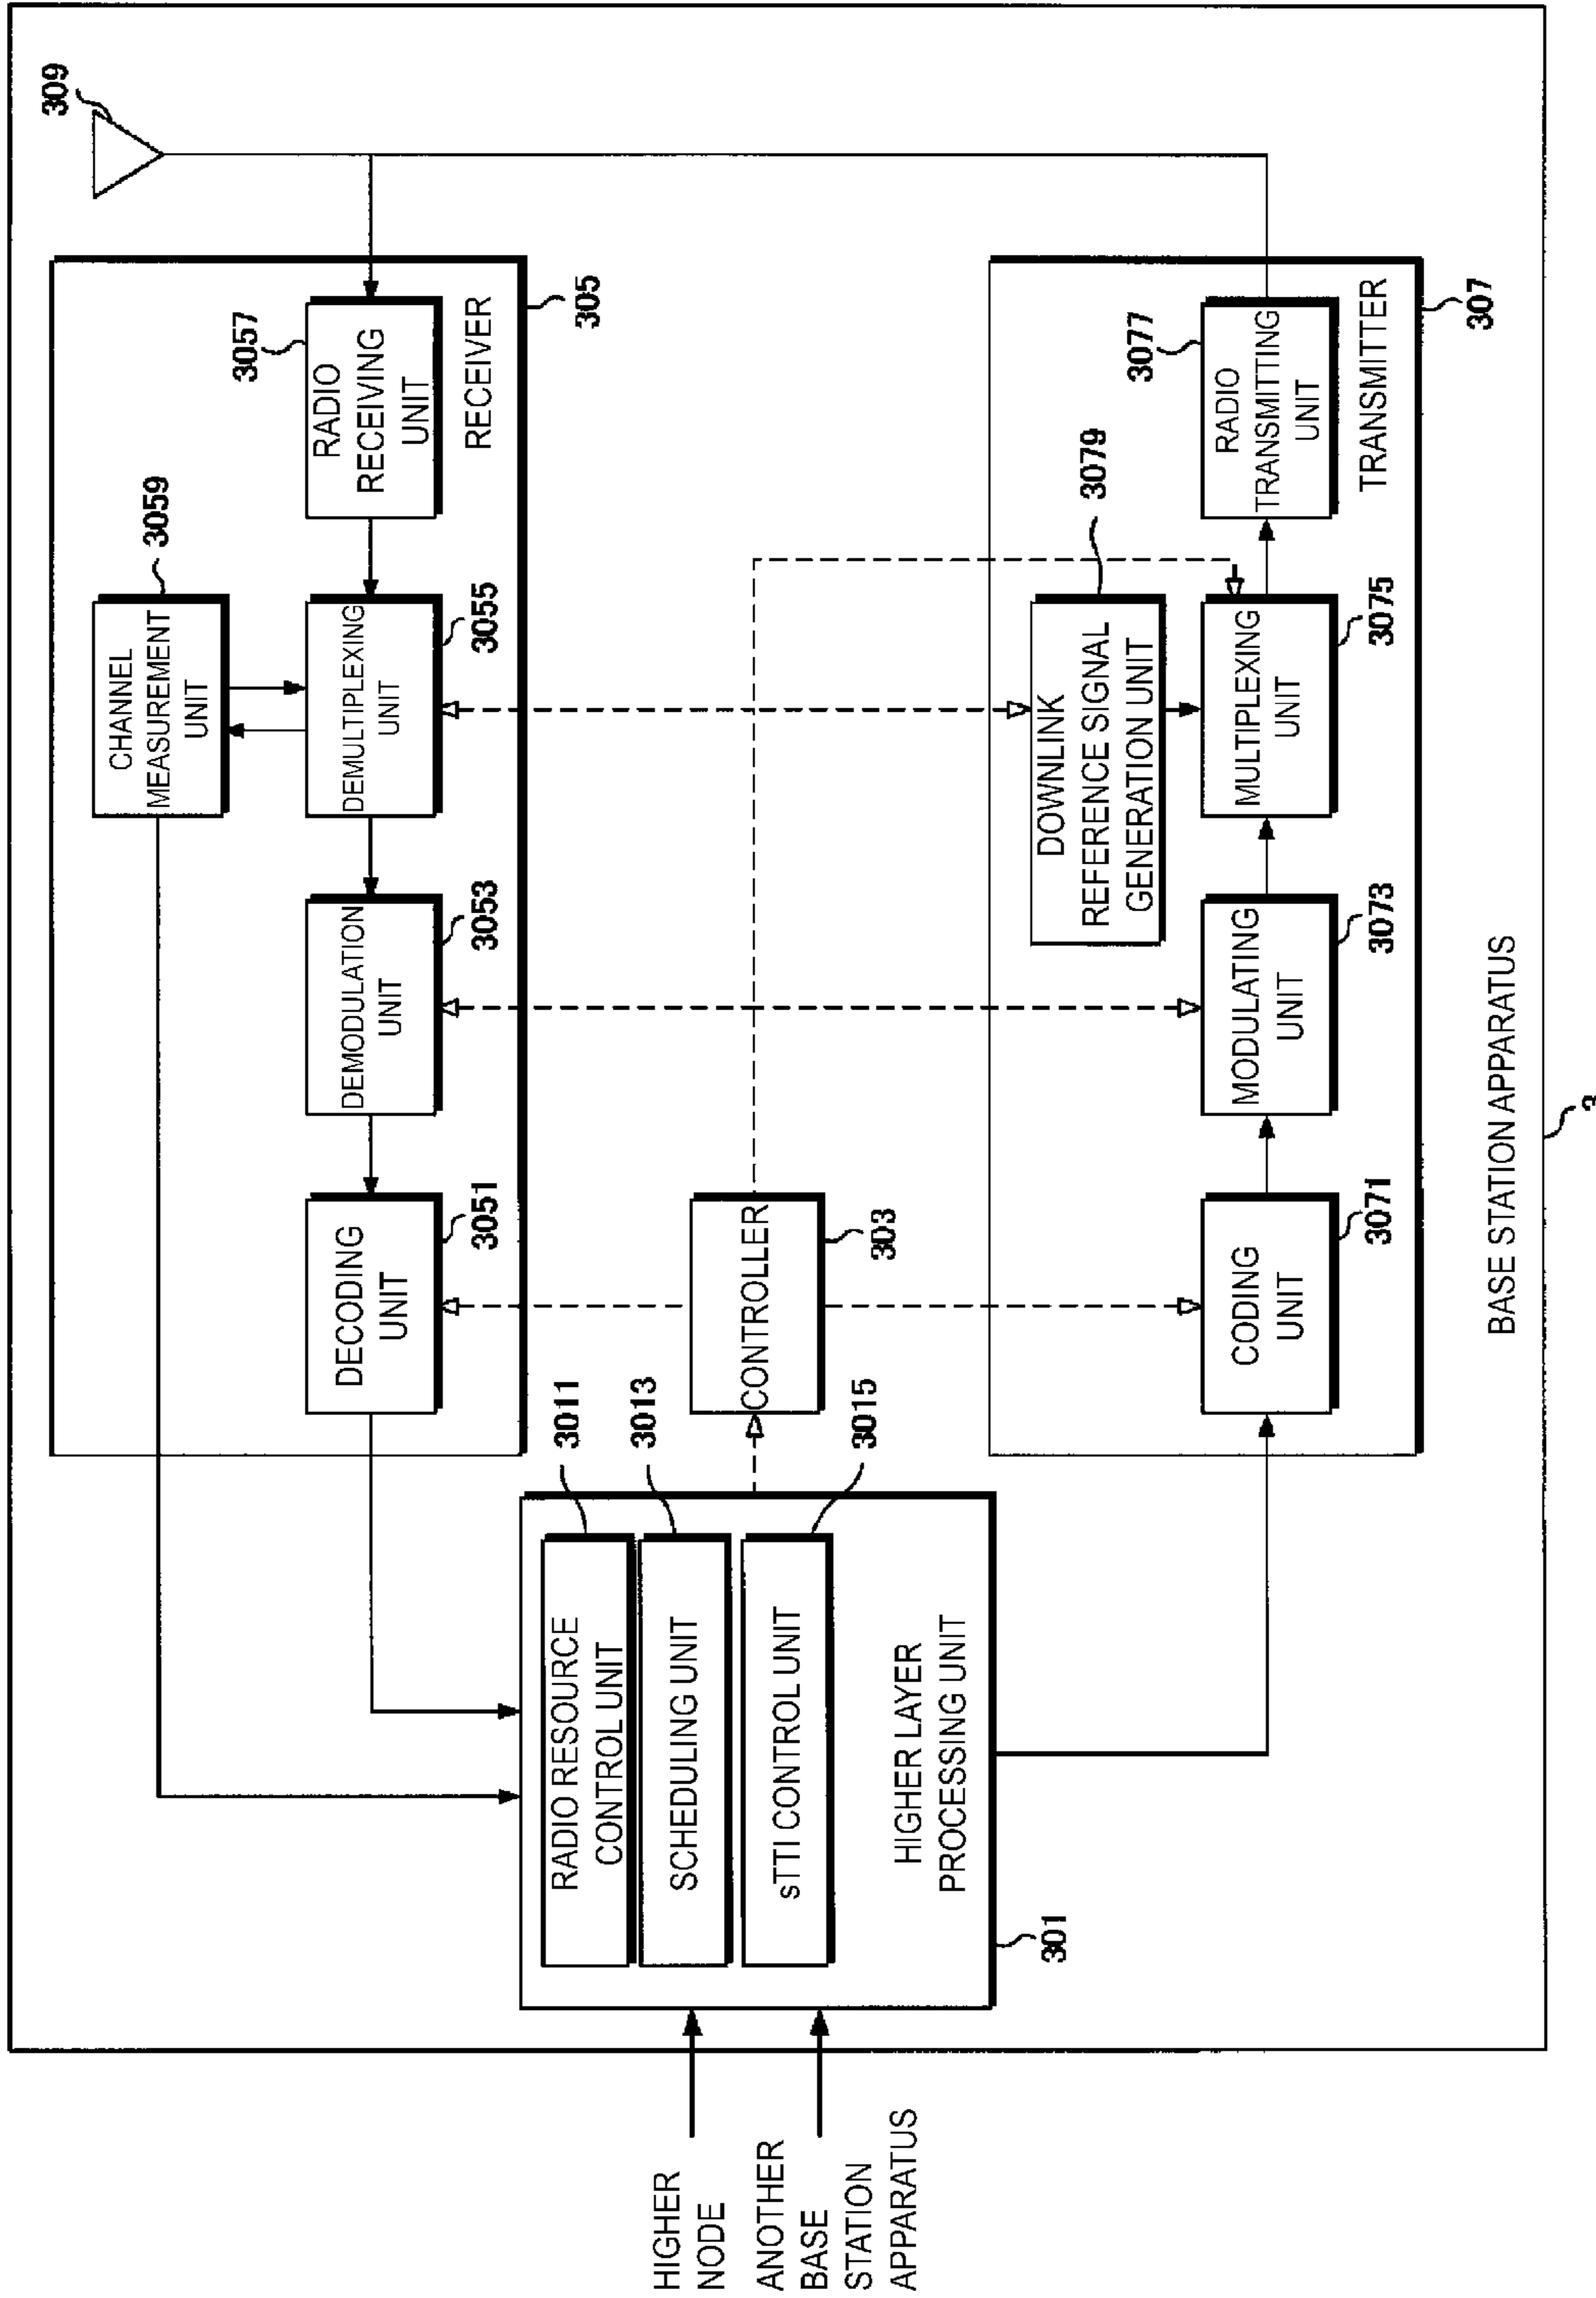 309
3057
RADIO
RECEIVING
UNIT
RECEIVER
305
3059
CHANNEL
MEASUREMENT
UNIT
DEMULTIPLEXING
UNIT
3055
DEMODULATION
UNIT
3053
DECODING
UNIT
3051
CONTROLLER
303
RADIO RESOURCE
CONTROL UNIT
3011
SCHEDULING UNIT
3013
sTTI CONTROL UNIT
3015
HIGHER LAYER
PROCESSING UNIT
301
HIGHER
NODE
ANOTHER
BASE
STATION
APPARATUS
CODING
UNIT
3071
MODULATING
UNIT
3073
DOWNLINK
REFERENCE SIGNAL
GENERATION UNIT
3079
MULTIPLEXING
UNIT
3075
3077
RADIO
TRANSMITTING
UNIT
TRANSMITTER
307
BASE STATION APPARATUS
3